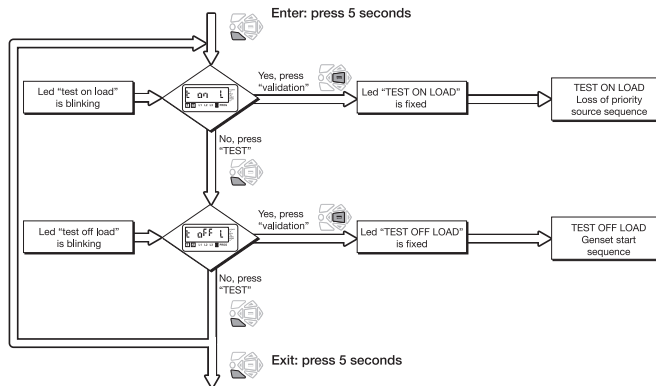 Enter: press 5 seconds
Led “test on load”
is blinking
t on L
Yes, press
“validation”
Led “TEST ON LOAD”
is fixed
TEST ON LOAD
Loss of priority
source sequence
No, press
“TEST”
Led “test off load”
is blinking
t oFF L
Yes, press
“validation”
Led “TEST OFF LOAD”
is fixed
TEST OFF LOAD
Genset start
sequence
No, press
“TEST”
Exit: press 5 seconds